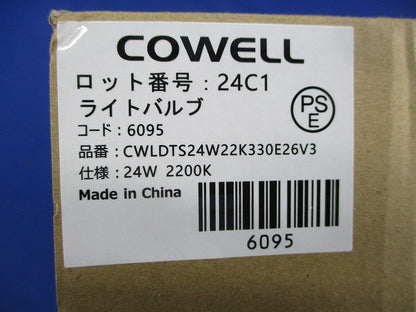 COWELL
ロット番号 : 24C1
ライトバルブ
コード : 6095
品番 : CWLDTS24W22K330E26V3
仕様 : 24W 2200K
Made in China
PS
E
6095